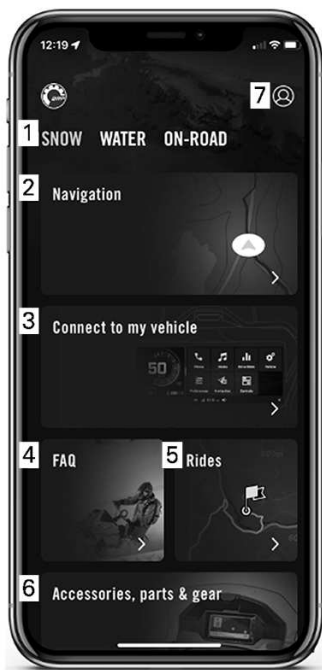 12:19
7
1 SNOW WATER ON-ROAD
2 Navigation
3 Connect to my vehicle
50
4 FAQ
5 Rides
6 Accessories, parts & gear